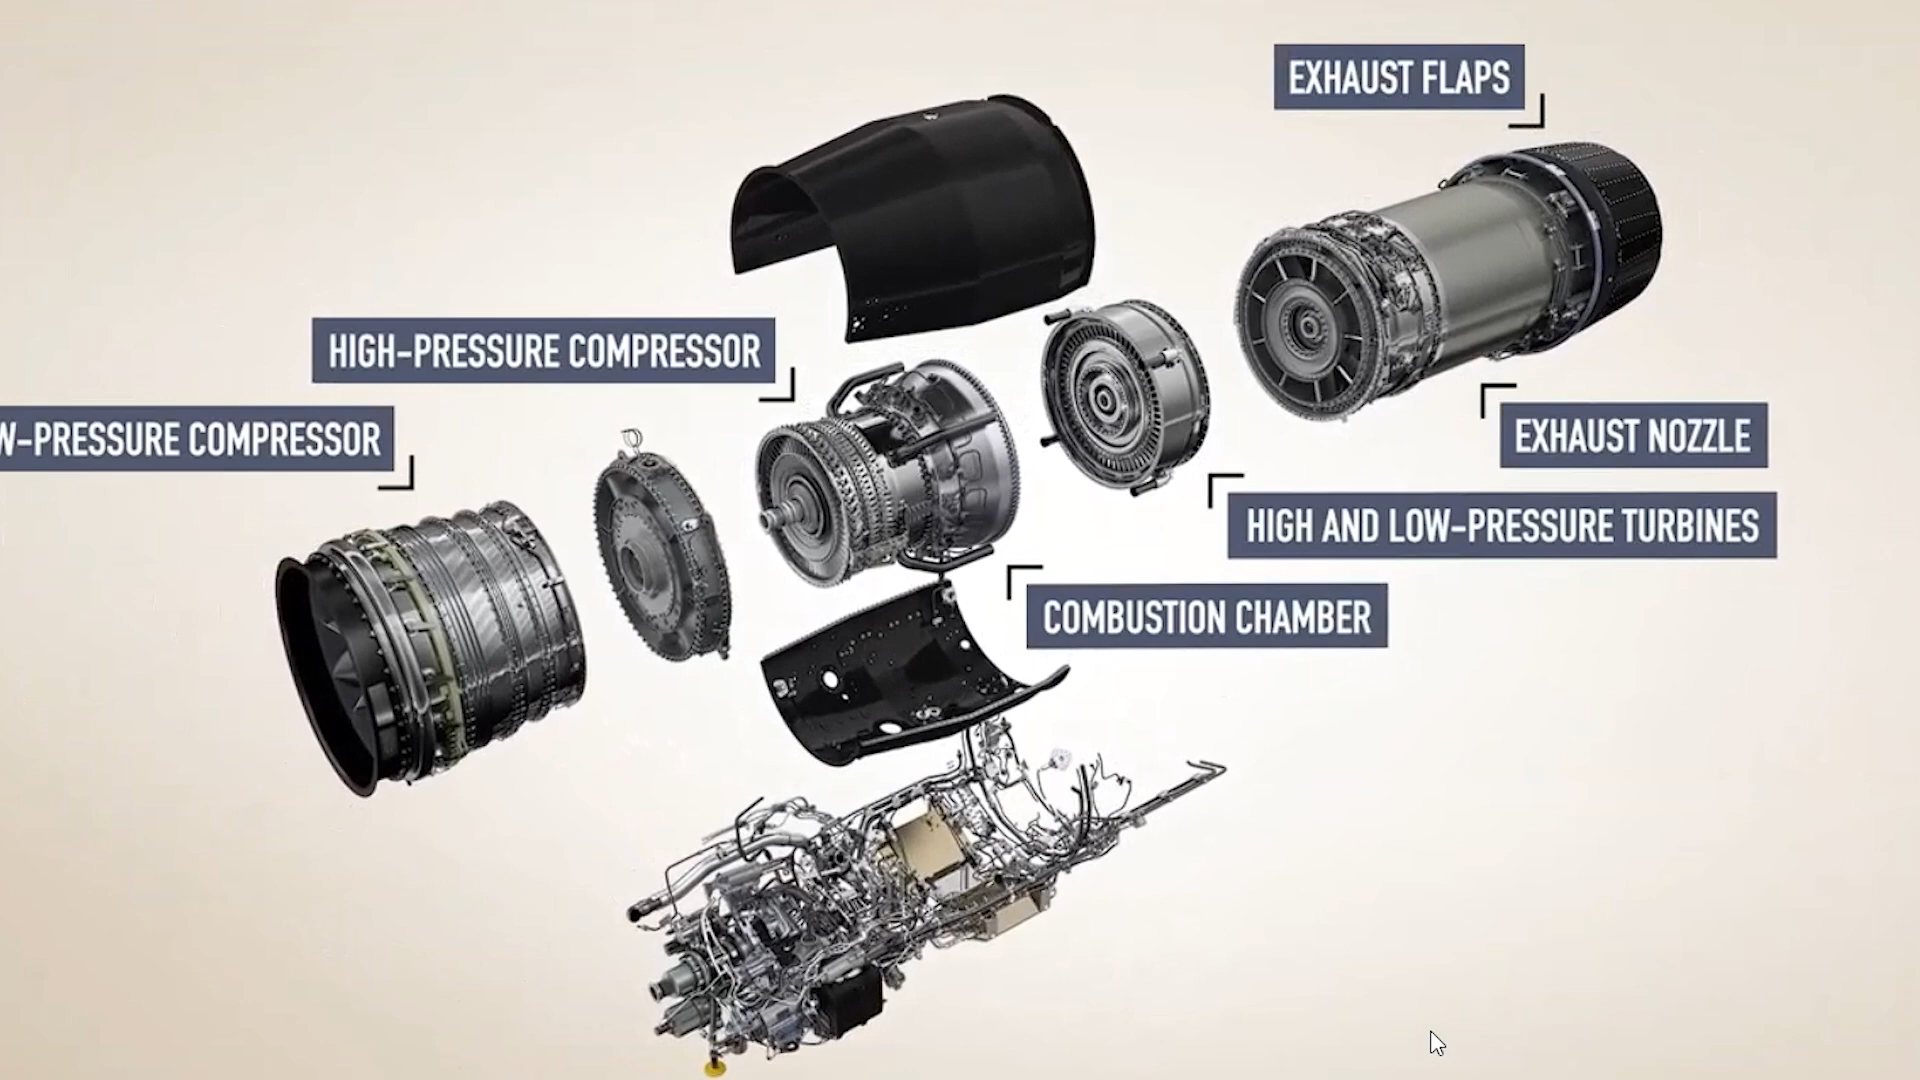 EXHAUST FLAPS
HIGH-PRESSURE COMPRESSOR
W-PRESSURE COMPRESSOR
EXHAUST NOZZLE
HIGH AND LOW-PRESSURE TURBINES
COMBUSTION CHAMBER